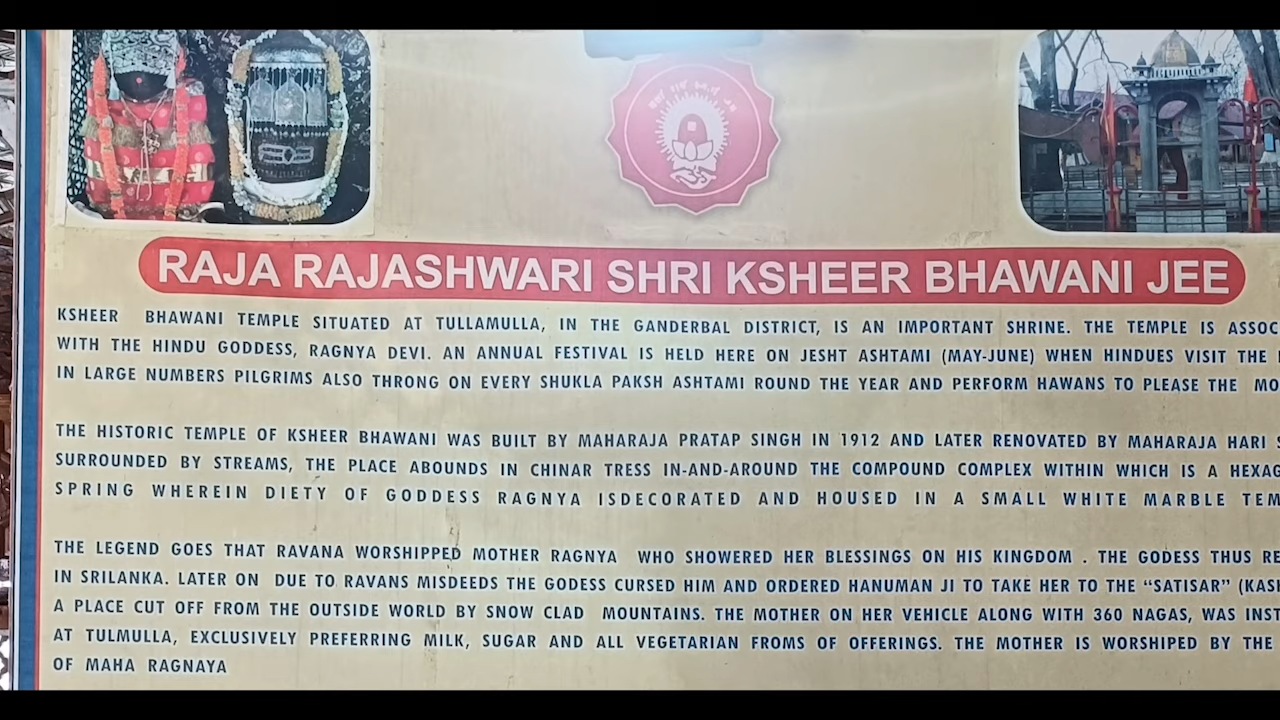 RAJA RAJASHWARI SHRI KSHEER BHAWANI JEE
KSHEER BHAWANI TEMPLE SITUATED AT TULLAMULLA, IN THE GANDERBAL DISTRICT, IS AN IMPORTANT SHRINE. THE TEMPLE IS ASSOC
WITH THE HINDU GODDESS, RAGNYA DEVI. AN ANNUAL FESTIVAL IS HELD HERE ON JESHT ASHTAMI (MAY-JUNE) WHEN HINDUES VISIT THE
IN LARGE NUMBERS PILGRIMS ALSO THRONG ON EVERY SHUKLA PAKSH ASHTAMI ROUND THE YEAR AND PERFORM HAWANS TO PLEASE THE MO
THE HISTORIC TEMPLE OF KSHEER BHAWANI WAS BUILT BY MAHARAJA PRATAP SINGH IN 1912 AND LATER RENOVATED BY MAHARAJA HARI S
SURROUNDED BY STREAMS, THE PLACE ABOUNDS IN CHINAR TRESS IN-AND-AROUND THE COMPOUND COMPLEX WITHIN WHICH IS A HEXAG
SPRING WHEREIN DIETY OF GODDESS RAGNYA ISDECORATED AND HOUSED IN A SMALL WHITE MARBLE TEM
THE LEGEND GOES THAT RAVANA WORSHIPPED MOTHER RAGNYA WHO SHOWERED HER BLESSINGS ON HIS KINGDOM . THE GODESS THUS RE
IN SRILANKA. LATER ON DUE TO RAVANS MISDEEDS THE GODESS CURSED HIM AND ORDERED HANUMAN JI TO TAKE HER TO THE “SATISAR” (KAS
A PLACE CUT OFF FROM THE OUTSIDE WORLD BY SNOW CLAD MOUNTAINS. THE MOTHER ON HER VEHICLE ALONG WITH 360 NAGAS, WAS INST
AT TULMULLA, EXCLUSIVELY PREFERRING MILK, SUGAR AND ALL VEGETARIAN FROMS OF OFFERINGS. THE MOTHER IS WORSHIPED BY THE
OF MAHA RAGNAYA